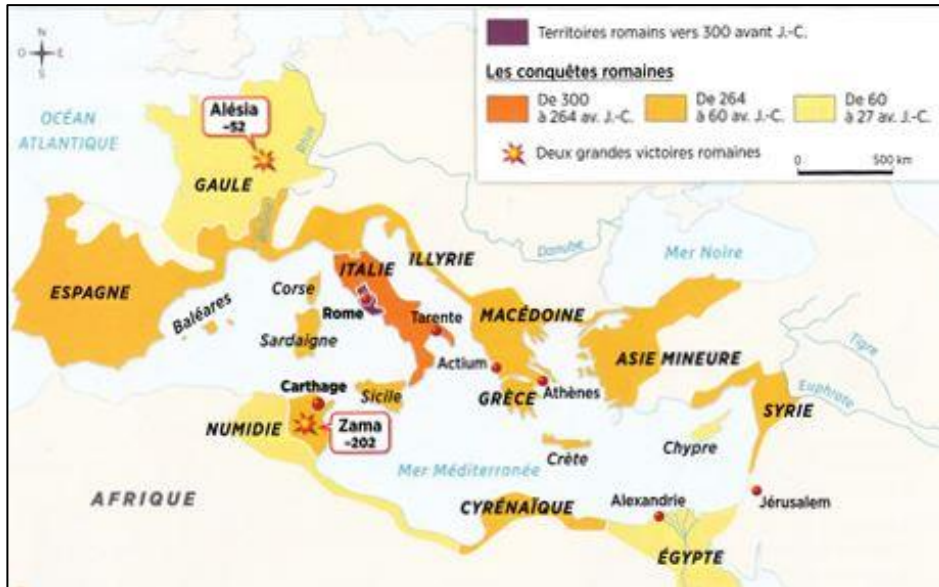 N
O
E
S
Territoires romains vers 300 avant J.-C.
Les conquêtes romaines
De 300
à 264 av. J.-C.
De 264
à 60 av. J.-C.
De 60
à 27 av. J.-C.
Deux grandes victoires romaines
0
500 km
OCÉAN
ATLANTIQUE
Alésia
-52
Rhin
GAULE
Rhône
Danube
Mer Noire
ESPAGNE
Baléares
Corse
Sardaigne
ITALIE
Rome
ILLYRIE
Tarente
MACÉDOINE
Actium
GRÈCE
Athènes
ASIE MINEURE
Tigre
Euphrate
SYRIE
Carthage
Sicile
NUMIDIE
Zama
-202
Crète
Chypre
Mer Méditerranée
AFRIQUE
CYRÉNAÏQUE
Alexandrie
Jérusalem
ÉGYPTE